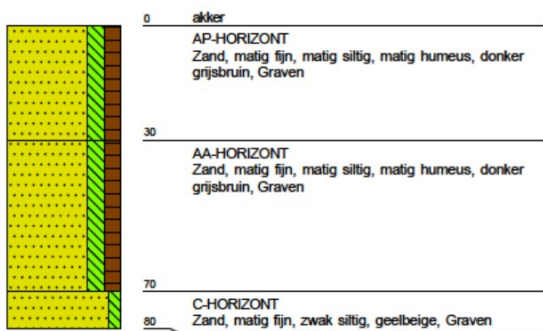 0 akker
AP-HORIZONT
Zand, matig fijn, matig siltig, matig humeus, donker
grijsbruin, Graven
30
AA-HORIZONT
Zand, matig fijn, matig siltig, matig humeus, donker
grijsbruin, Graven
70
C-HORIZONT
Zand, matig fijn, zwak siltig, geelbeige, Graven
80